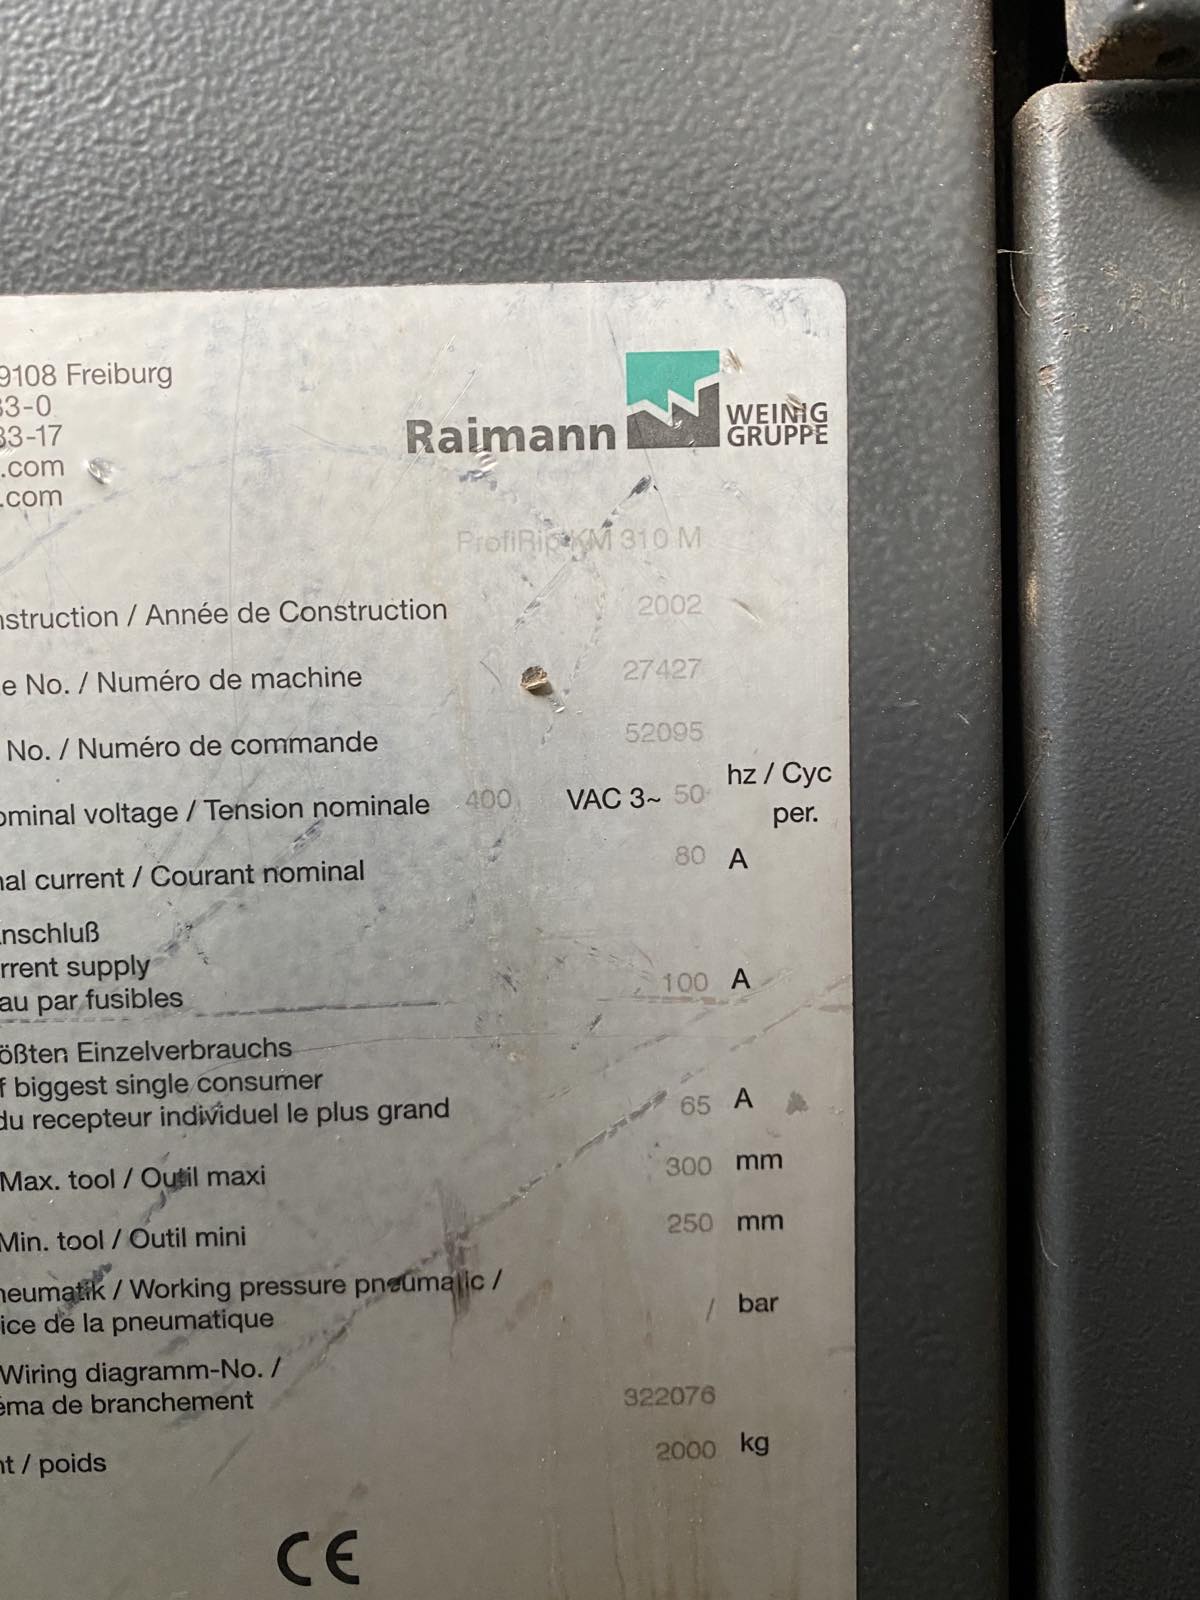 9108 Freiburg
33-0
33-17
.com
.com
Raimann
WEINIG
GRUPPE
ProfiRip KM 310 M
nstruction / Année de Construction 2002
e No. / Numéro de machine 27427
No. / Numéro de commande 52095
ominal voltage / Tension nominale 400 VAC 3~ 50 hz / Cyc
per.
nal current / Courant nominal 80 A
nschluß
rrent supply
au par fusibles 100 A
ößten Einzelverbrauchs
f biggest single consumer
du recepteur individuel le plus grand 65 A
Max. tool / Outil maxi 300 mm
Min. tool / Outil mini 250 mm
neumatik / Working pressure pneumatic /
ice de la pneumatique / bar
Wiring diagramm-No. /
éma de branchement 322076
nt / poids 2000 kg
CE